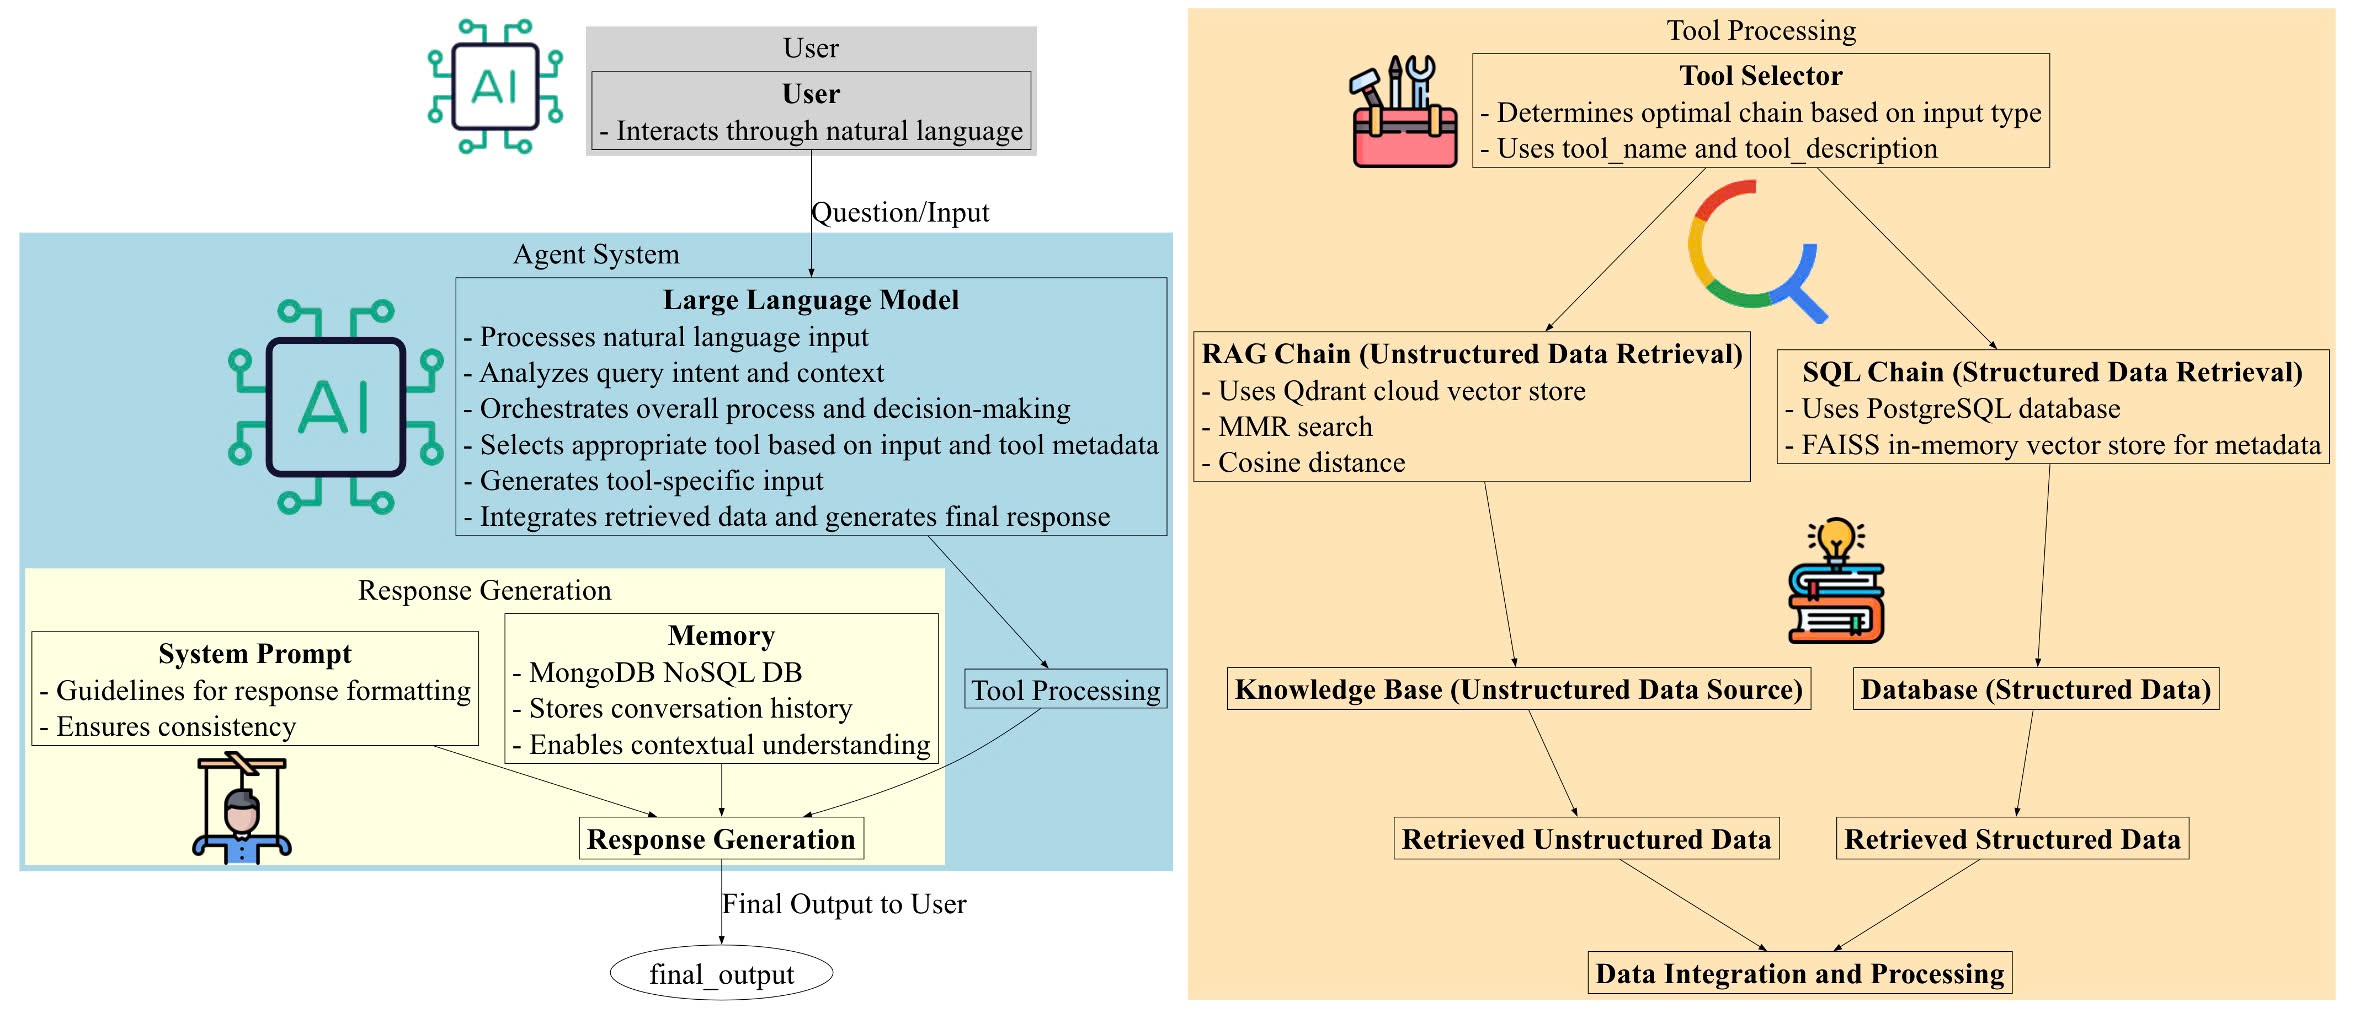 AI
User
User
- Interacts through natural language
Question/Input
Agent System
AI
Large Language Model
- Processes natural language input
- Analyzes query intent and context
- Orchestrates overall process and decision-making
- Selects appropriate tool based on input and tool metadata
- Generates tool-specific input
- Integrates retrieved data and generates final response
Response Generation
System Prompt
- Guidelines for response formatting
- Ensures consistency
Memory
- MongoDB NoSQL DB
- Stores conversation history
- Enables contextual understanding
Tool Processing
Response Generation
Final Output to User
final_output
Tool Processing
Tool Selector
- Determines optimal chain based on input type
- Uses tool_name and tool_description
RAG Chain (Unstructured Data Retrieval)
- Uses Qdrant cloud vector store
- MMR search
- Cosine distance
SQL Chain (Structured Data Retrieval)
- Uses PostgreSQL database
- FAISS in-memory vector store for metadata
Knowledge Base (Unstructured Data Source)
Database (Structured Data)
Retrieved Unstructured Data
Retrieved Structured Data
Data Integration and Processing